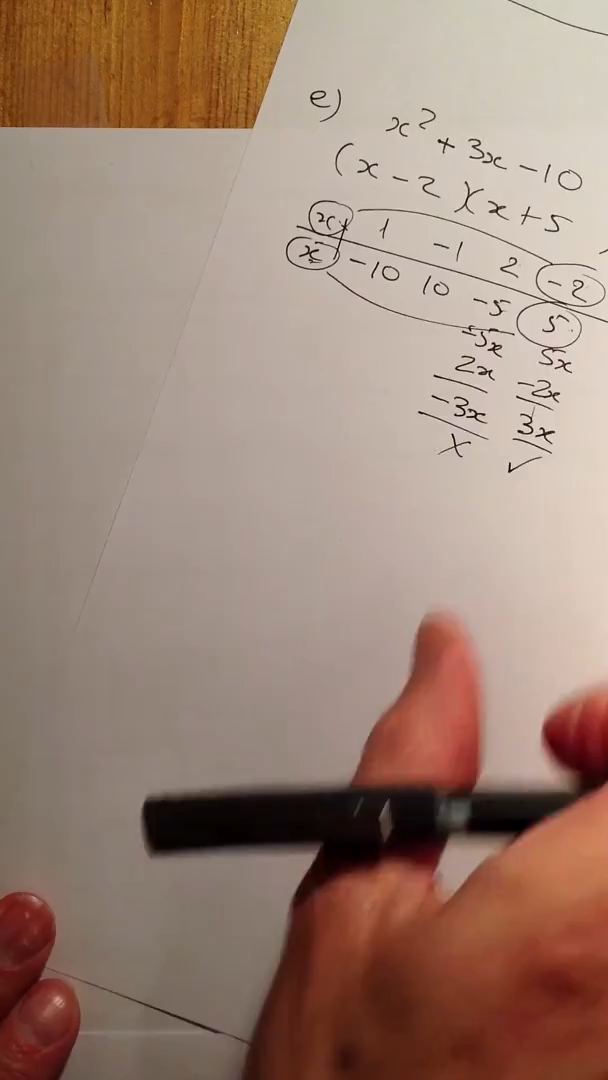 e) x² + 3x - 10
(x - 2)(x + 5
x 1 -1 2 -2
x -10 10 -5 5
-5x 5x
2x -2x
-3x 3x
X ✓